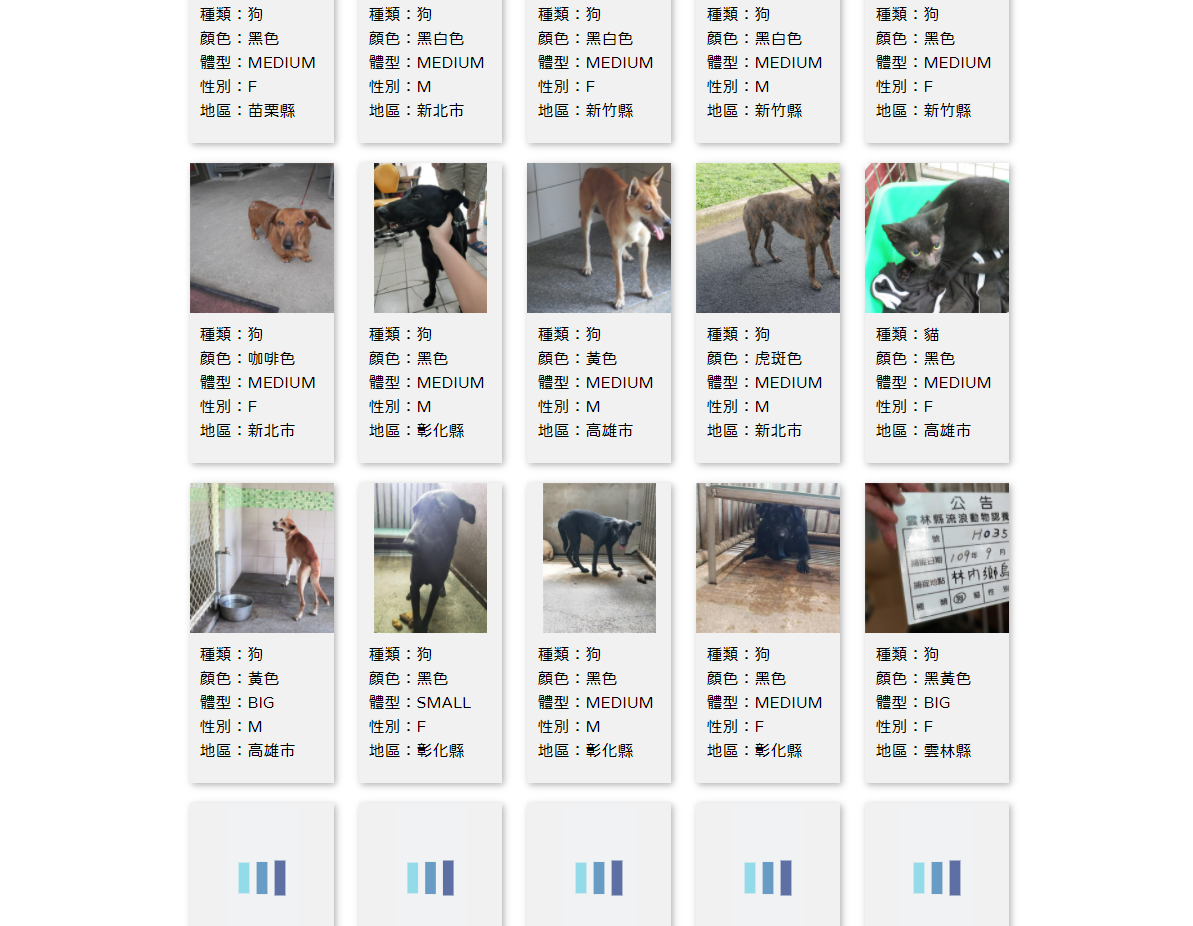 種類：狗
顏色：黑色
體型：MEDIUM
性別：F
地區：苗栗縣
種類：狗
顏色：黑白色
體型：MEDIUM
性別：M
地區：新北市
種類：狗
顏色：黑白色
體型：MEDIUM
性別：F
地區：新竹縣
種類：狗
顏色：黑白色
體型：MEDIUM
性別：M
地區：新竹縣
種類：狗
顏色：黑色
體型：MEDIUM
性別：F
地區：新竹縣
種類：狗
顏色：咖啡色
體型：MEDIUM
性別：F
地區：新北市
種類：狗
顏色：黑色
體型：MEDIUM
性別：M
地區：彰化縣
種類：狗
顏色：黃色
體型：MEDIUM
性別：M
地區：高雄市
種類：狗
顏色：虎斑色
體型：MEDIUM
性別：M
地區：新北市
種類：貓
顏色：黑色
體型：MEDIUM
性別：F
地區：高雄市
種類：狗
顏色：黃色
體型：BIG
性別：M
地區：高雄市
種類：狗
顏色：黑色
體型：SMALL
性別：F
地區：彰化縣
種類：狗
顏色：黑色
體型：MEDIUM
性別：M
地區：彰化縣
種類：狗
顏色：黑色
體型：MEDIUM
性別：F
地區：彰化縣
公告
雲林縣流浪動物認養
號 H035
捕捉日期 109年9月
捕捉地點 林內鄉烏
種類 狗 貓 性別
種類：狗
顏色：黑黃色
體型：BIG
性別：F
地區：雲林縣